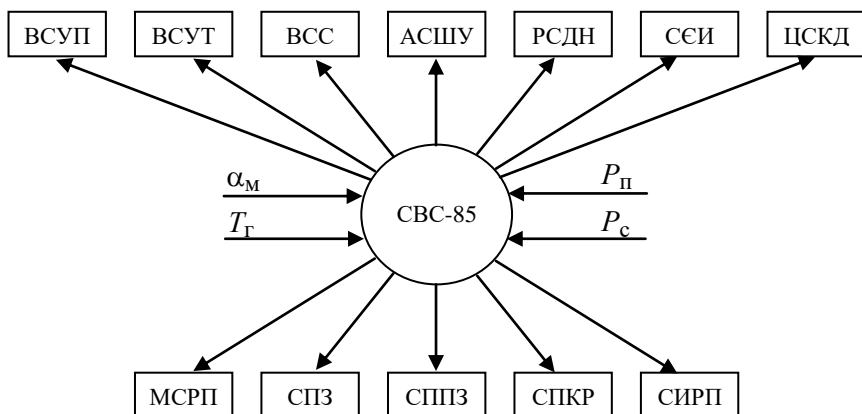 ВСУП ВСУТ ВСС АСШУ РСДН СЄИ ЦСКД
αм Pп
СВС-85
Tг Pс
МСРП СПЗ СППЗ СПКР СИРП